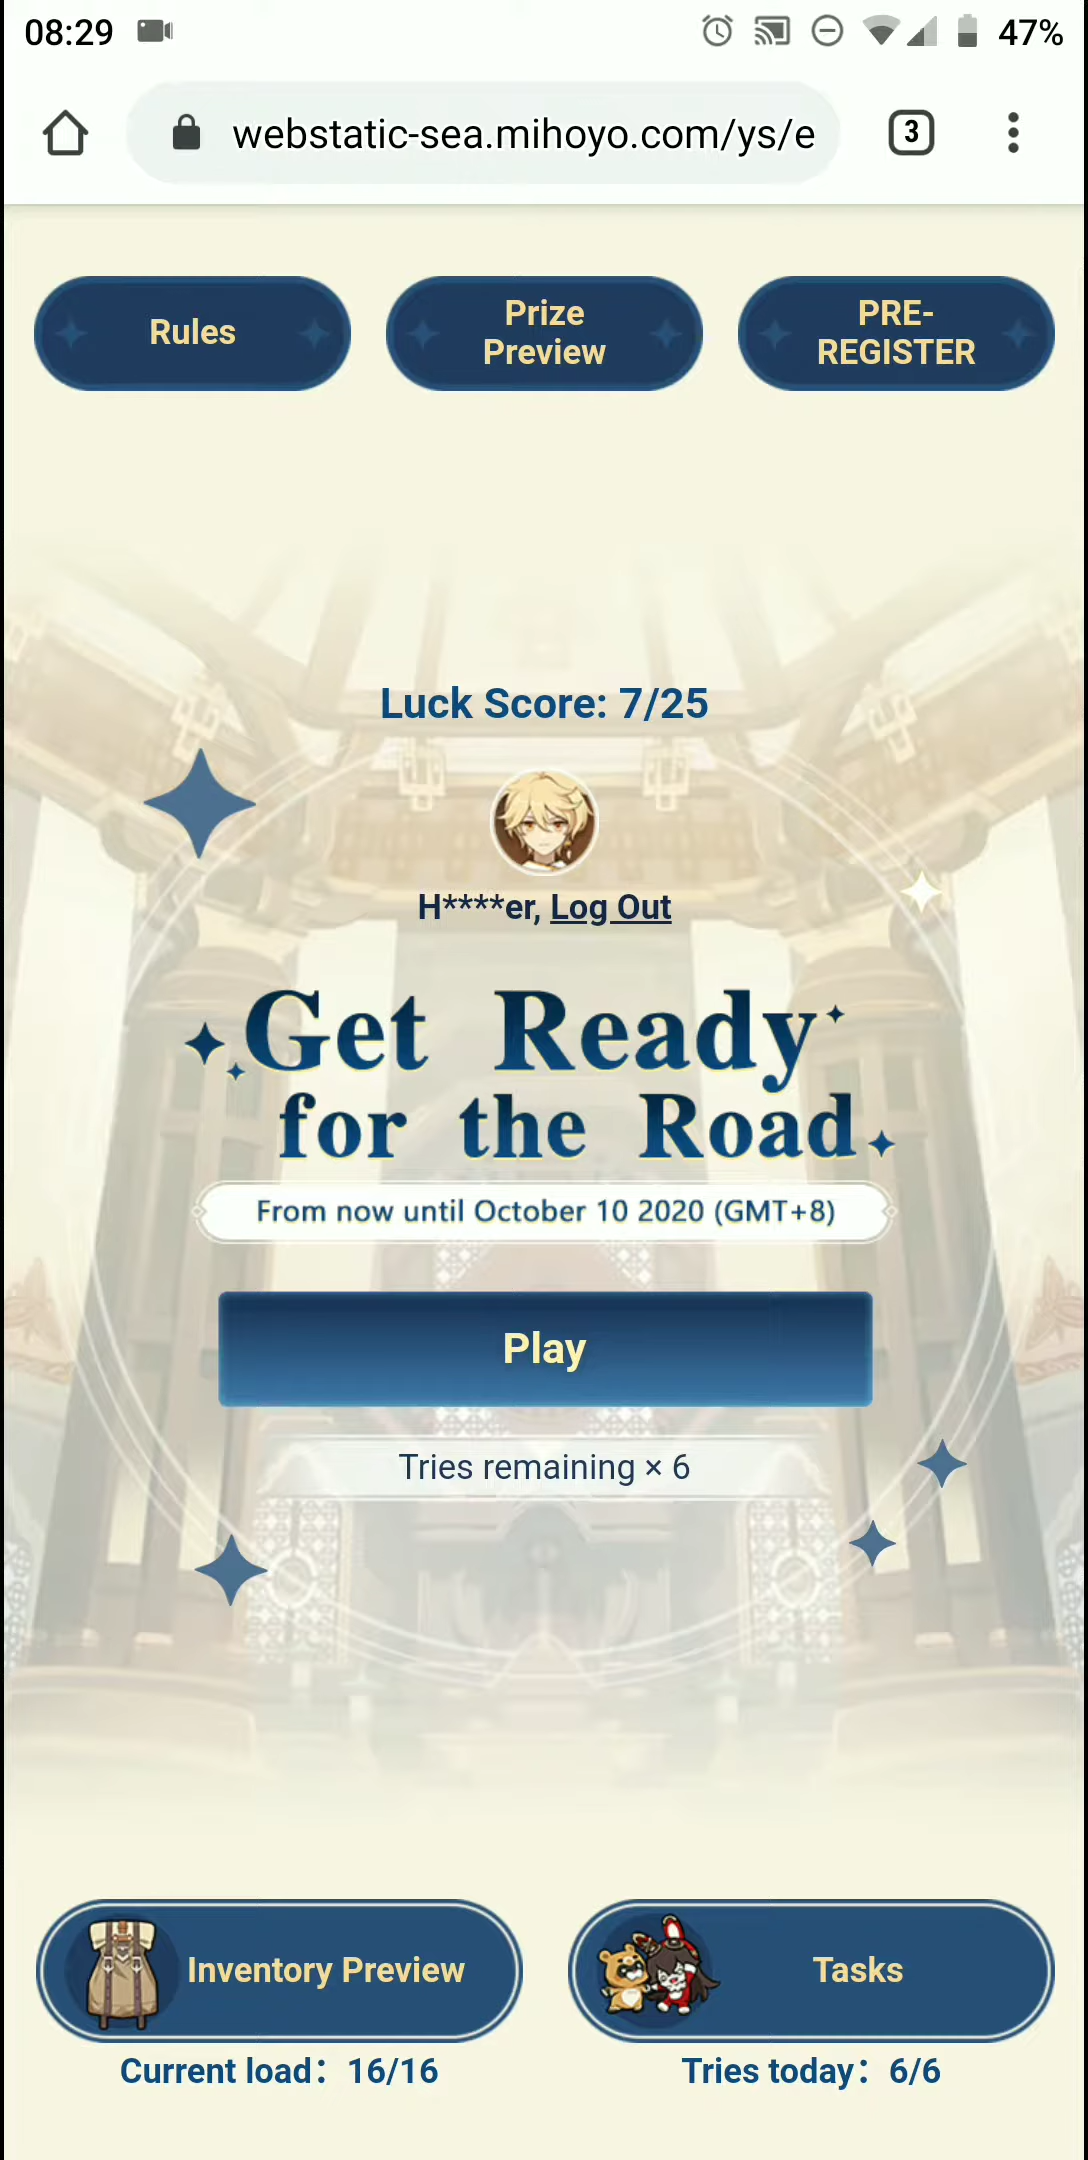 08:29
47%
webstatic-sea.mihoyo.com/ys/e
3
Rules
Prize
Preview
PRE-
REGISTER
Luck Score: 7/25
H****er, Log Out
Get Ready
for the Road
From now until October 10 2020 (GMT+8)
Play
Tries remaining × 6
Inventory Preview
Tasks
Current load：16/16
Tries today：6/6